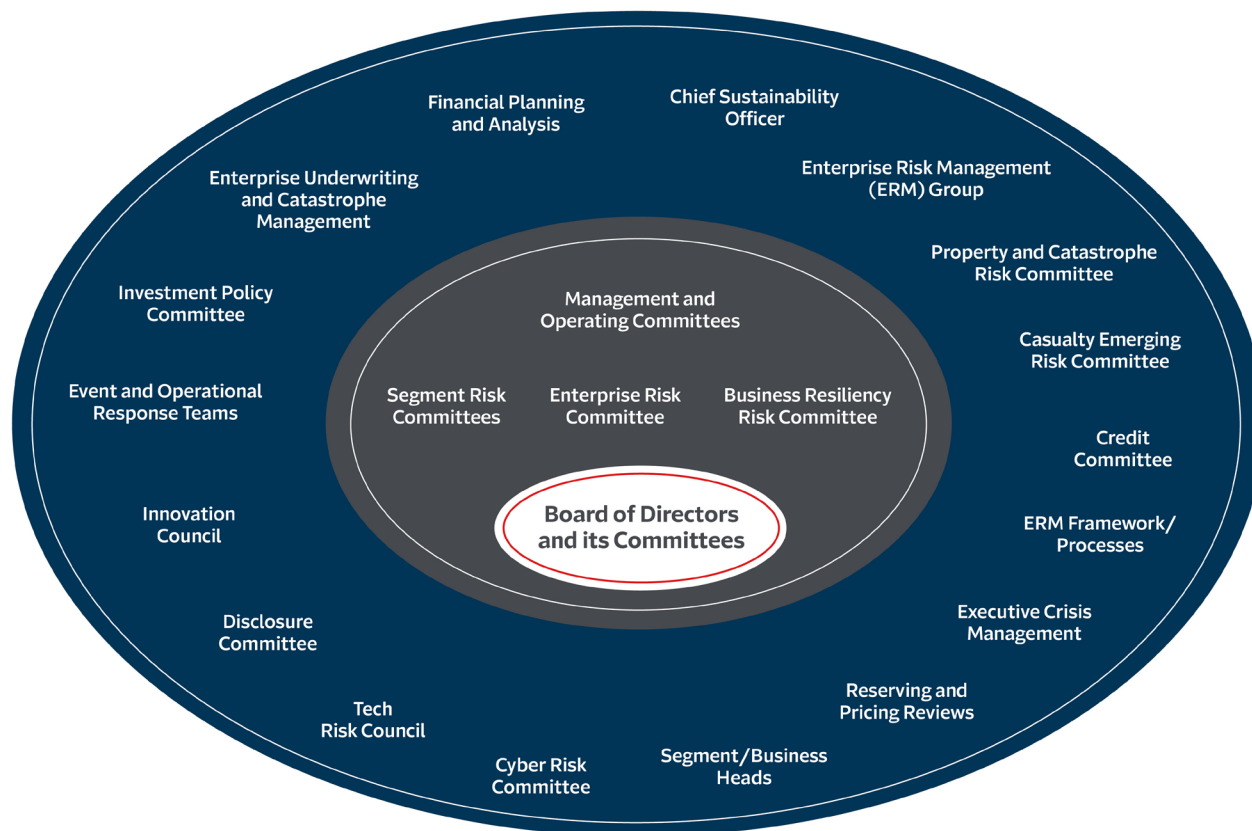 Financial Planning
and Analysis
Chief Sustainability
Officer
Enterprise Underwriting
and Catastrophe
Management
Enterprise Risk Management
(ERM) Group
Property and Catastrophe
Risk Committee
Investment Policy
Committee
Management and
Operating Committees
Casualty Emerging
Risk Committee
Event and Operational
Response Teams
Segment Risk
Committees
Enterprise Risk
Committee
Business Resiliency
Risk Committee
Credit
Committee
Innovation
Council
Board of Directors
and its Committees
ERM Framework/
Processes
Disclosure
Committee
Executive Crisis
Management
Tech
Risk Council
Reserving and
Pricing Reviews
Cyber Risk
Committee
Segment/Business
Heads